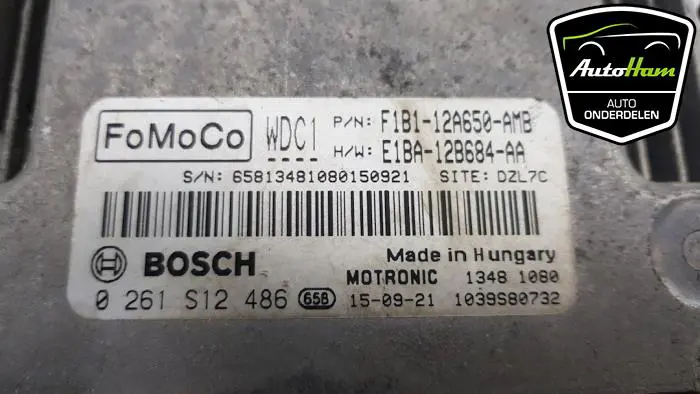 FoMoCo
WDC1
P/N: F1B1-12A650-AMB
H/W: E1BA-12B684-AA
S/N: 65813481080150921 SITE: DZL7C
BOSCH
Made in Hungary
MOTRONIC 1348 1080
0 261 S12 486 65B 15-09-21 1039S80732
AutoHam
AUTO
ONDERDELEN